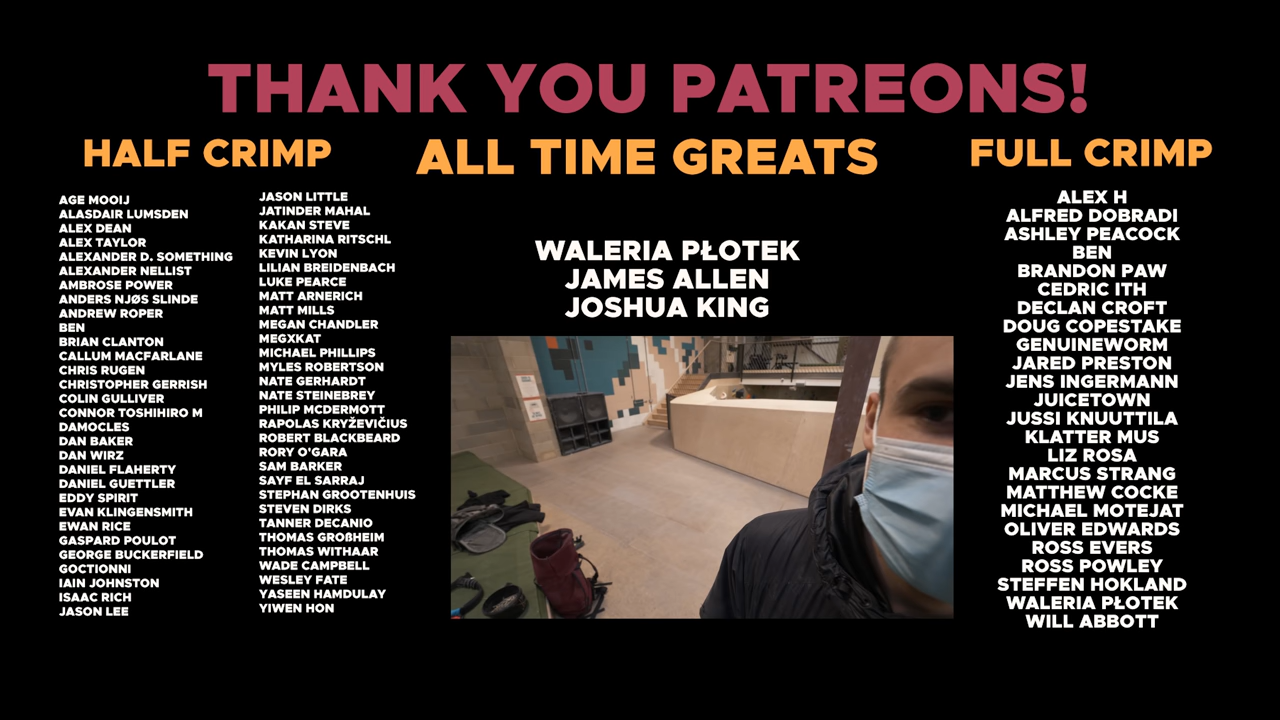 THANK YOU PATREONS!
HALF CRIMP
AGE MOOIJ
ALASDAIR LUMSDEN
ALEX DEAN
ALEX TAYLOR
ALEXANDER D. SOMETHING
ALEXANDER NELLIST
AMBROSE POWER
ANDERS NJØS SLINDE
ANDREW ROPER
BEN
BRIAN CLANTON
CALLUM MACFARLANE
CHRIS RUGEN
CHRISTOPHER GERRISH
COLIN GULLIVER
CONNOR TOSHIHIRO M
DAMOCLES
DAN BAKER
DAN WIRZ
DANIEL FLAHERTY
DANIEL GUETTLER
EDDY SPIRIT
EVAN KLINGENSMITH
EWAN RICE
GASPARD POULOT
GEORGE BUCKERFIELD
GOCTIONNI
IAIN JOHNSTON
ISAAC RICH
JASON LEE
JASON LITTLE
JATINDER MAHAL
KAKAN STEVE
KATHARINA RITSCHL
KEVIN LYON
LILIAN BREIDENBACH
LUKE PEARCE
MATT ARNERICH
MATT MILLS
MEGAN CHANDLER
MEGXKAT
MICHAEL PHILLIPS
MYLES ROBERTSON
NATE GERHARDT
NATE STEINEBREY
PHILIP MCDERMOTT
RAPOLAS KRYŽEVIČIUS
ROBERT BLACKBEARD
RORY O'GARA
SAM BARKER
SAYF EL SARRAJ
STEPHAN GROOTENHUIS
STEVEN DIRKS
TANNER DECANIO
THOMAS GROßHEIM
THOMAS WITHAAR
WADE CAMPBELL
WESLEY FATE
YASEEN HAMDULAY
YIWEN HON
ALL TIME GREATS
WALERIA PŁOTEK
JAMES ALLEN
JOSHUA KING
FULL CRIMP
ALEX H
ALFRED DOBRADI
ASHLEY PEACOCK
BEN
BRANDON PAW
CEDRIC ITH
DECLAN CROFT
DOUG COPESTAKE
GENUINEWORM
JARED PRESTON
JENS INGERMANN
JUICETOWN
JUSSI KNUUTTILA
KLATTER MUS
LIZ ROSA
MARCUS STRANG
MATTHEW COCKE
MICHAEL MOTEJAT
OLIVER EDWARDS
ROSS EVERS
ROSS POWLEY
STEFFEN HOKLAND
WALERIA PŁOTEK
WILL ABBOTT